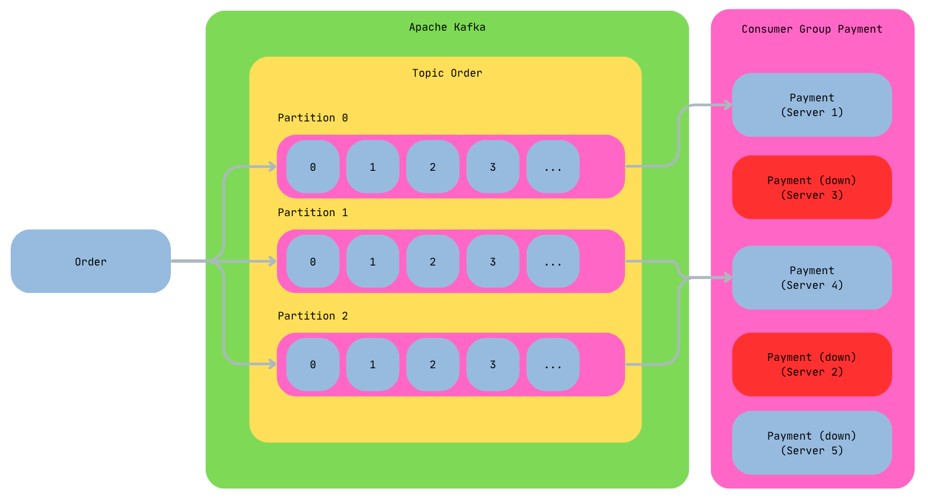 Apache Kafka
Consumer Group Payment
Topic Order
Partition 0
0 1 2 3 ...
Partition 1
0 1 2 3 ...
Partition 2
0 1 2 3 ...
Order
Payment
(Server 1)
Payment (down)
(Server 3)
Payment
(Server 4)
Payment (down)
(Server 2)
Payment (down)
(Server 5)